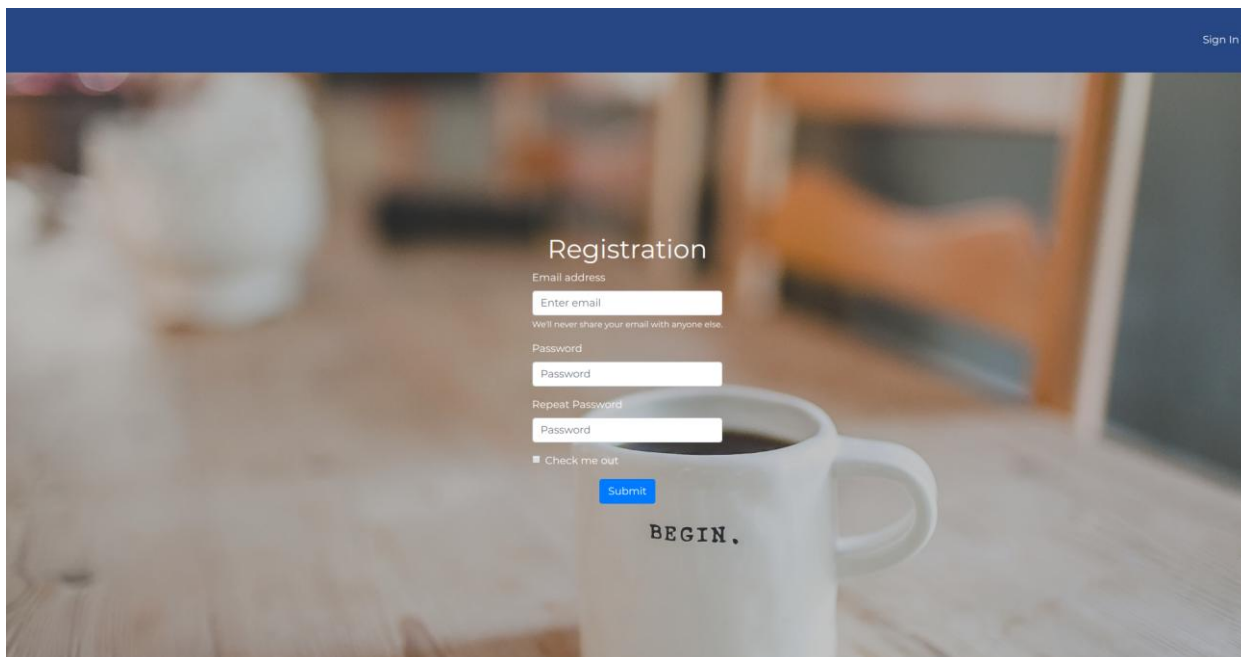 Sign In
Registration
Email address
Enter email
We'll never share your email with anyone else.
Password
Password
Repeat Password
Password
Check me out
Submit
BEGIN.